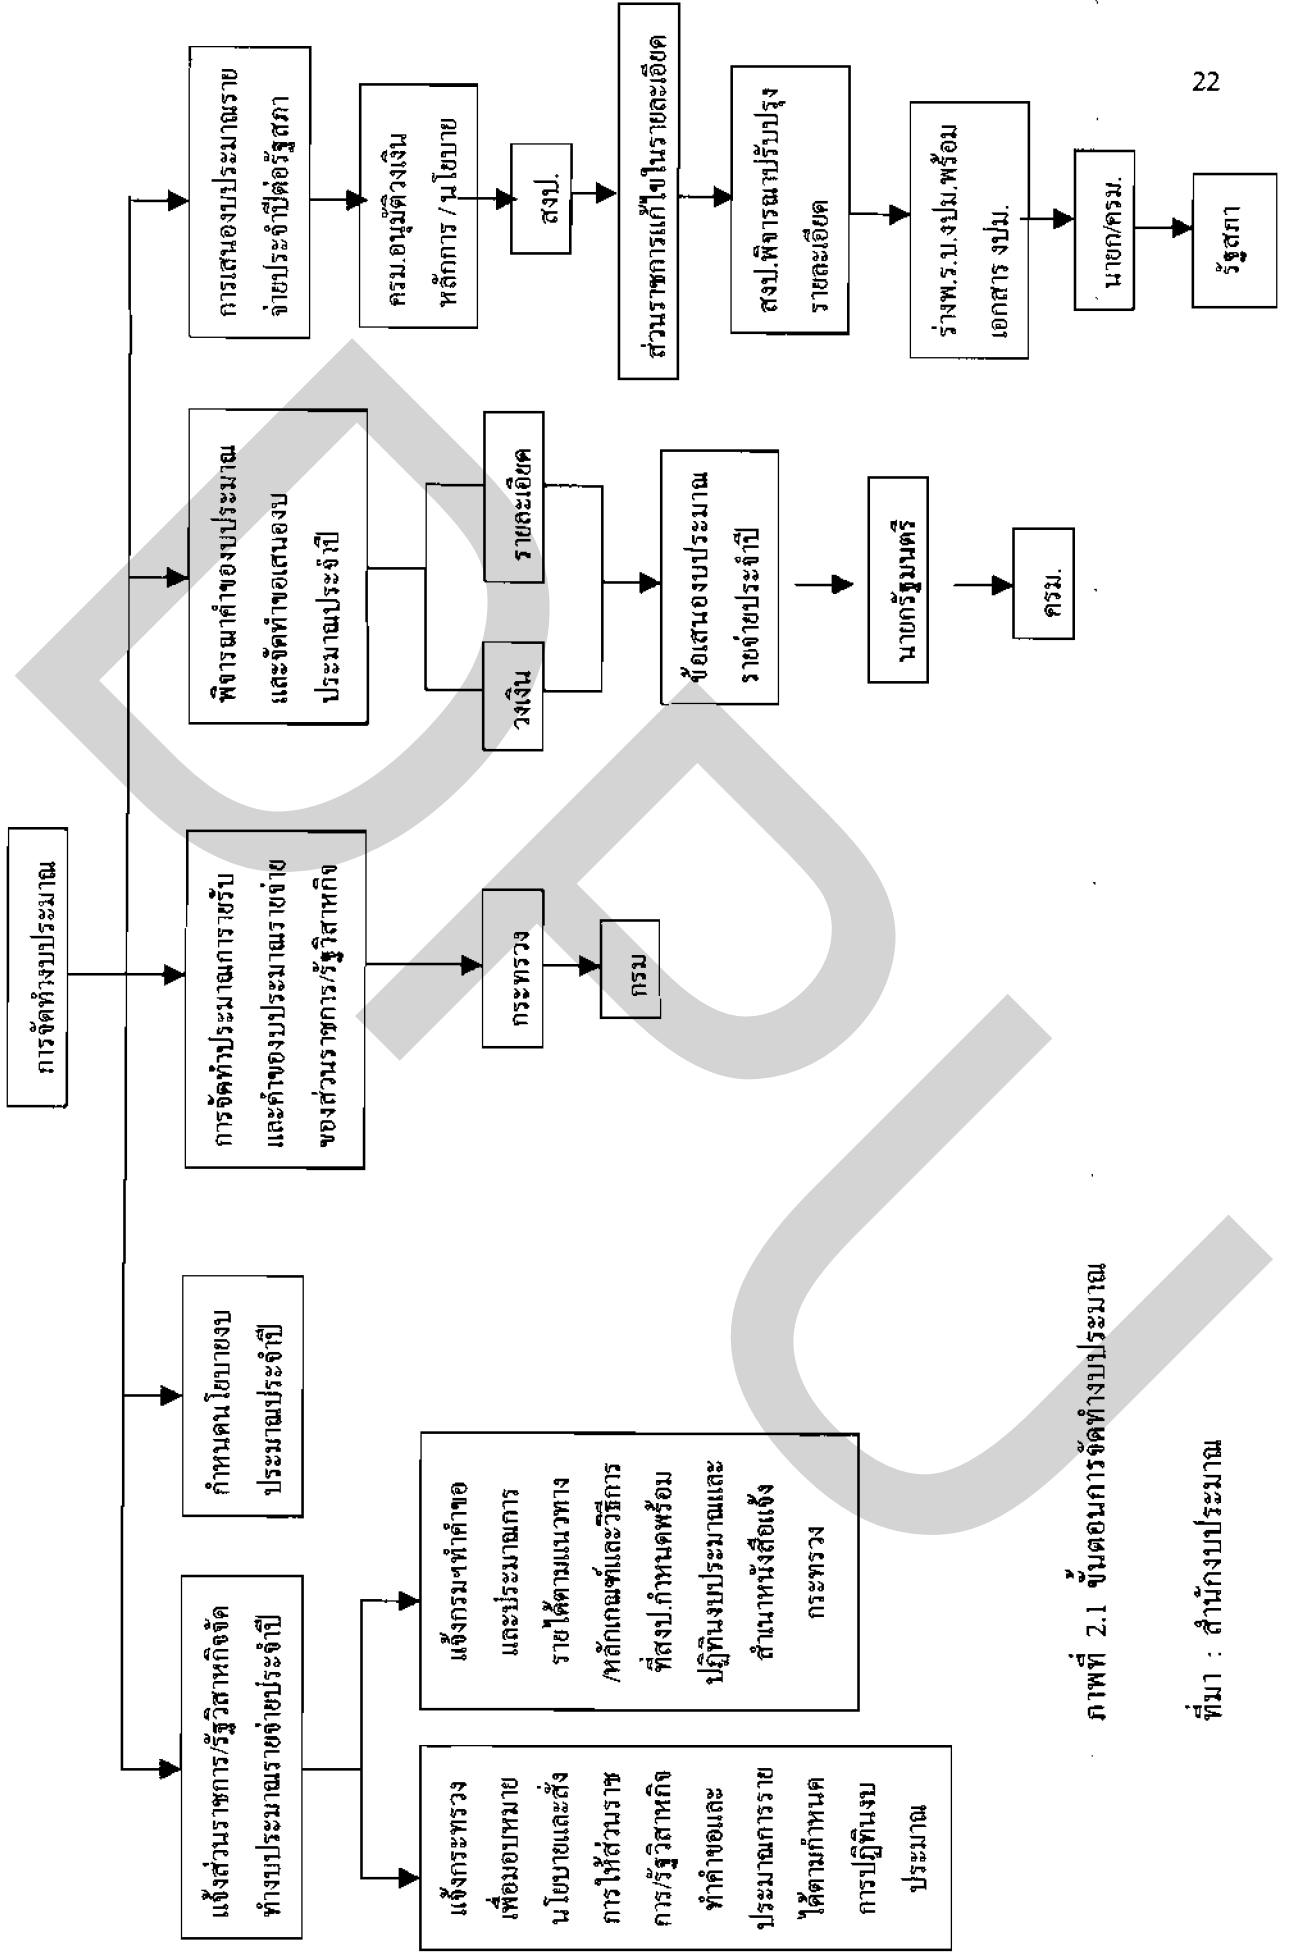 22
การจัดทำงบประมาณ
แจ้งส่วนราชการ/รัฐวิสาหกิจจัด
ทำงบประมาณรายจ่ายประจำปี
แจ้งกระทรวง
เพื่อมอบหมาย
นโยบายและสั่ง
การให้ส่วนราช
การ/รัฐวิสาหกิจ
ทำคำขอและ
ประมาณการราย
ได้ตามกำหนด
การปฏิทินงบ
ประมาณ
แจ้งกรมฯทำคำขอ
และประมาณการ
รายได้ตามแนวทาง
/หลักเกณฑ์และวิธีการ
ที่สงป.กำหนดพร้อม
ปฏิทินงบประมาณและ
สำเนาหนังสือแจ้ง
กระทรวง
กำหนดนโยบายงบ
ประมาณประจำปี
การจัดทำประมาณการรายรับ
และคำของบประมาณรายจ่าย
ของส่วนราชการ/รัฐวิสาหกิจ
กระทรวง
กรม
พิจารณาคำของบประมาณ
และจัดทำขอเสนองบ
ประมาณประจำปี
วงเงิน
รายละเอียด
ข้อเสนองบประมาณ
รายจ่ายประจำปี
นายกรัฐมนตรี
ครม.
การเสนองบประมาณราย
จ่ายประจำปีต่อรัฐสภา
ครม.อนุมัติวงเงิน
หลักการ / นโยบาย
สงป.
ส่วนราชการแก้ไขในรายละเอียด
สงป.พิจารณาปรับปรุง
รายละเอียด
ร่างพ.ร.บ.งปม.พร้อม
เอกสาร งปม.
นายก/ครม.
รัฐสภา
ภาพที่ 2.1 ขั้นตอนการจัดทำงบประมาณ
ที่มา : สำนักงบประมาณ
DPU